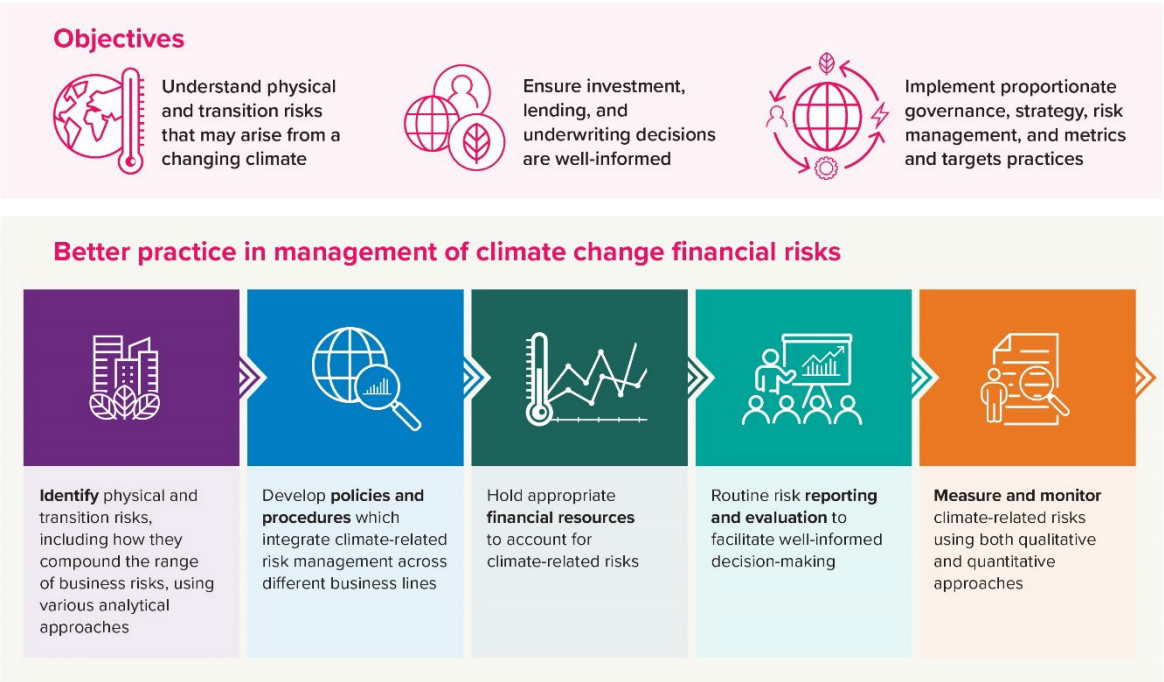 Objectives
Understand physical
and transition risks
that may arise from a
changing climate
Ensure investment,
lending, and
underwriting decisions
are well-informed
Implement proportionate
governance, strategy, risk
management, and metrics
and targets practices
Better practice in management of climate change financial risks
Identify physical and
transition risks,
including how they
compound the range
of business risks, using
various analytical
approaches
Develop policies and
procedures which
integrate climate-related
risk management across
different business lines
Hold appropriate
financial resources
to account for
climate-related risks
Routine risk reporting
and evaluation to
facilitate well-informed
decision-making
Measure and monitor
climate-related risks
using both qualitative
and quantitative
approaches